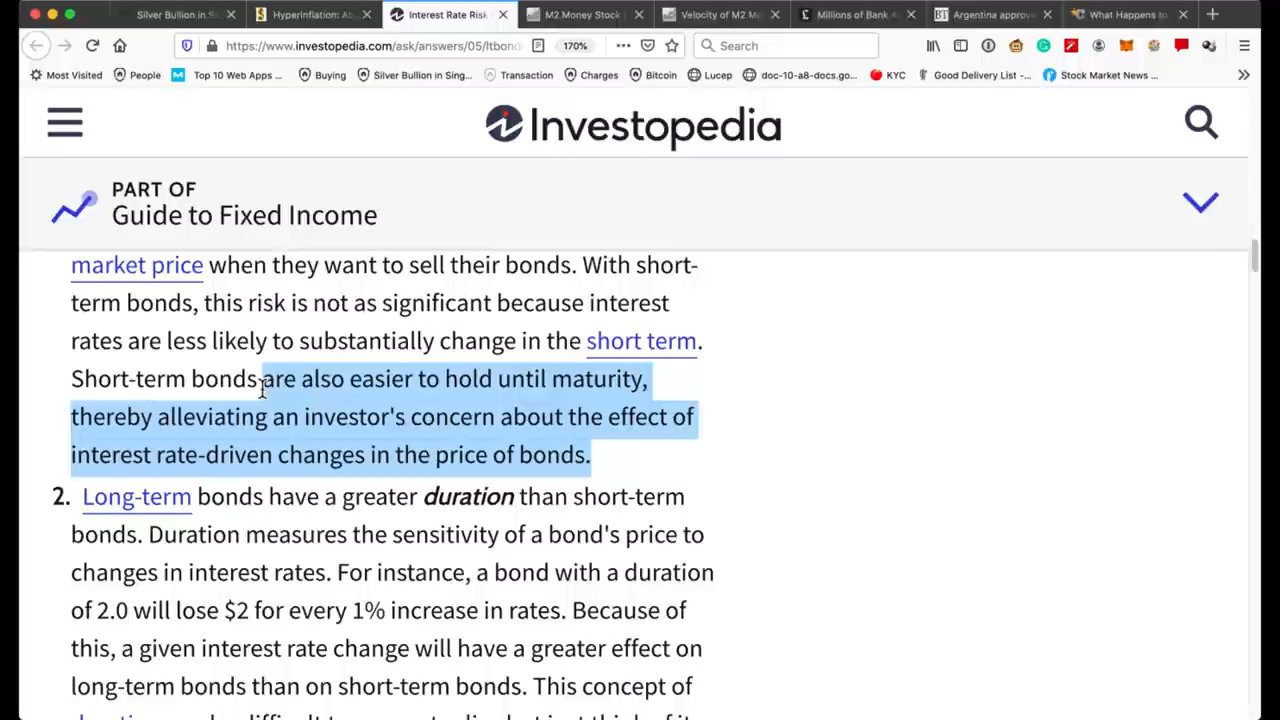 Silver Bullion in S
Hyperinflation: A
Interest Rate Risk
M2 Money Stock
Velocity of M2 M
Millions of Bank A
Argentina approv
What Happens to
https://www.investopedia.com/ask/answers/05/ltbond
170%
Search
Most Visited
People
Top 10 Web Apps ...
Buying
Silver Bullion in Sing...
Transaction
Charges
Bitcoin
Lucep
doc-10-a8-docs.go...
KYC
Good Delivery List -...
Stock Market News ...
Investopedia
PART OF
Guide to Fixed Income
market price when they want to sell their bonds. With short-
term bonds, this risk is not as significant because interest
rates are less likely to substantially change in the short term.
Short-term bonds are also easier to hold until maturity,
thereby alleviating an investor's concern about the effect of
interest rate-driven changes in the price of bonds.
2. Long-term bonds have a greater duration than short-term
bonds. Duration measures the sensitivity of a bond's price to
changes in interest rates. For instance, a bond with a duration
of 2.0 will lose $2 for every 1% increase in rates. Because of
this, a given interest rate change will have a greater effect on
long-term bonds than on short-term bonds. This concept of